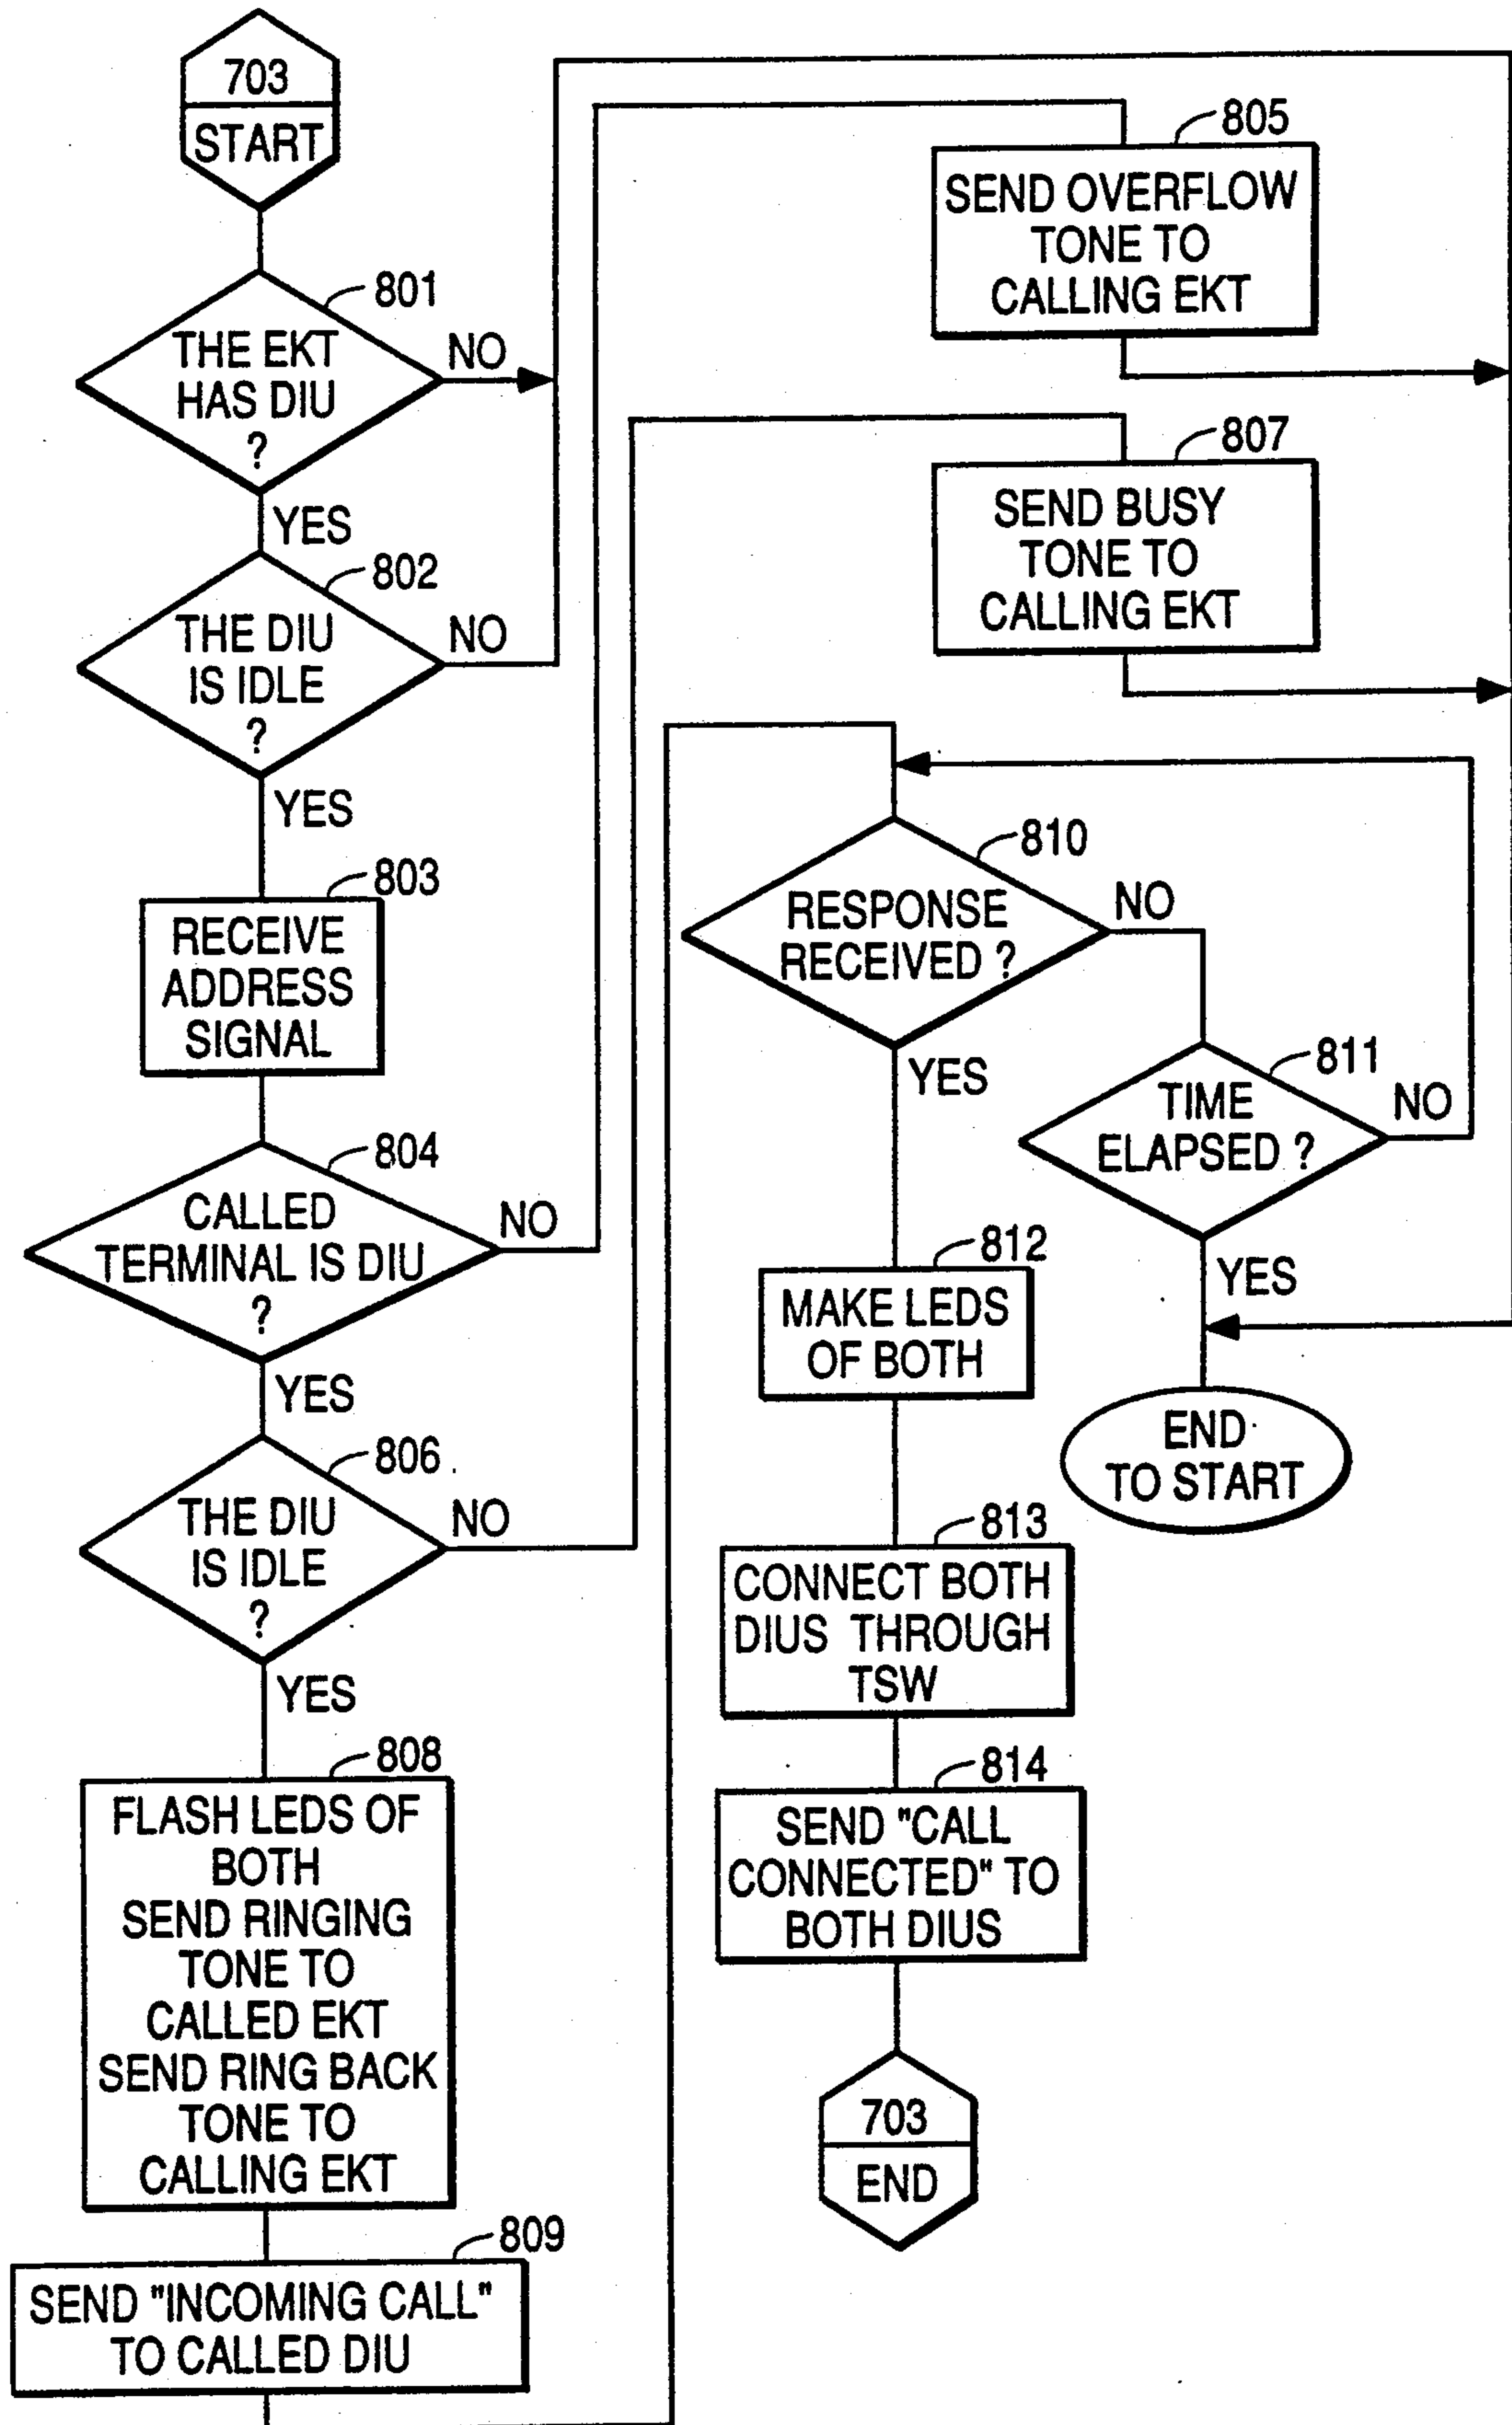 703
START
801
THE EKT
HAS DIU
?
NO
YES
802
THE DIU
IS IDLE
?
NO
YES
803
RECEIVE
ADDRESS
SIGNAL
804
CALLED
TERMINAL IS DIU
?
NO
YES
806
THE DIU
IS IDLE
?
NO
YES
808
FLASH LEDS OF
BOTH
SEND RINGING
TONE TO
CALLED EKT
SEND RING BACK
TONE TO
CALLING EKT
809
SEND "INCOMING CALL"
TO CALLED DIU
805
SEND OVERFLOW
TONE TO
CALLING EKT
807
SEND BUSY
TONE TO
CALLING EKT
810
RESPONSE
RECEIVED ?
NO
YES
811
TIME
ELAPSED ?
NO
YES
END
TO START
812
MAKE LEDS
OF BOTH
813
CONNECT BOTH
DIUS THROUGH
TSW
814
SEND "CALL
CONNECTED" TO
BOTH DIUS
703
END